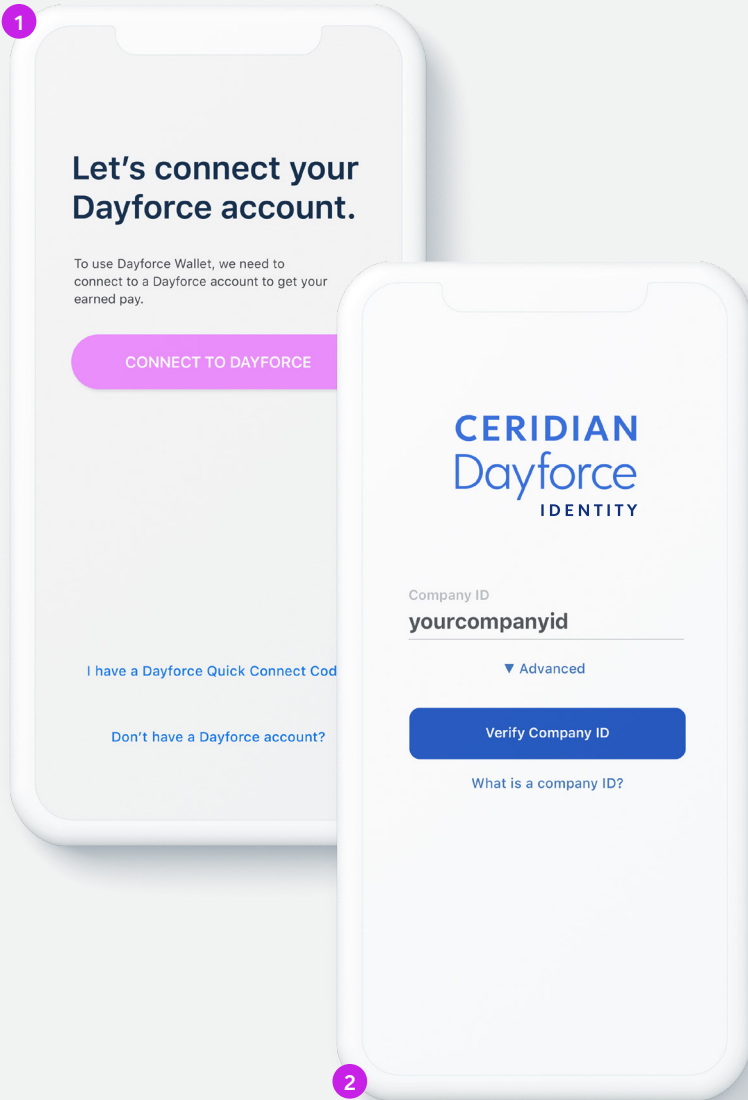 1
Let’s connect your
Dayforce account.
To use Dayforce Wallet, we need to
connect to a Dayforce account to get your
earned pay.
CONNECT TO DAYFORCE
I have a Dayforce Quick Connect Cod
Don’t have a Dayforce account?
CERIDIAN
Dayforce
IDENTITY
Company ID
yourcompanyid
▼ Advanced
Verify Company ID
What is a company ID?
2